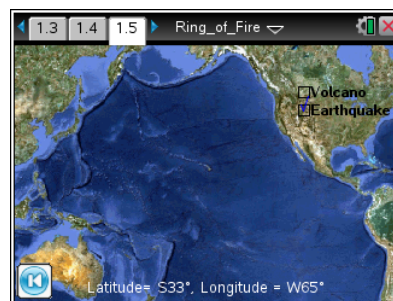 1.3 1.4 1.5 Ring_of_Fire
Volcano
Earthquake
Latitude= S33°, Longitude = W65°